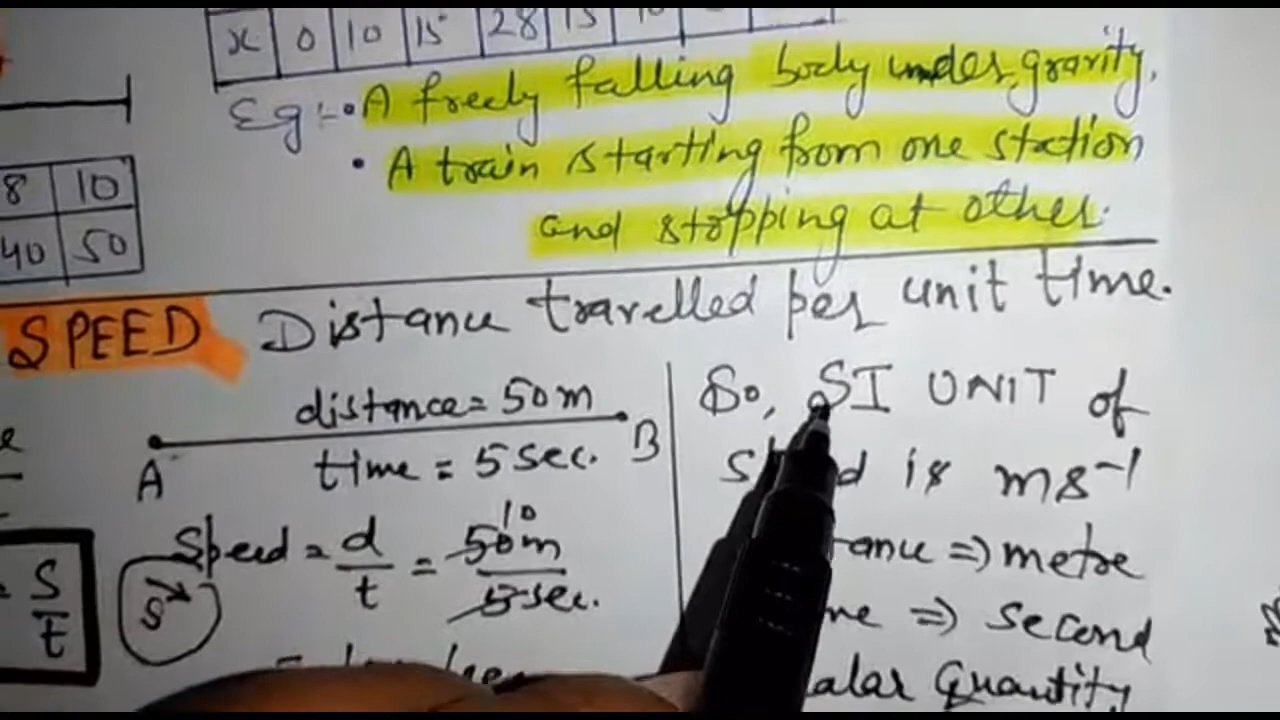 x 0 10 15 28 15 10
Eg:- • A freely falling body under gravity.
• A train starting from one station
and stopping at other.
8 10
40 50
SPEED Distance travelled per unit time.
distance = 50m
A B
time = 5 sec.
Speed = d/t = 50m/5sec.
10
S/t
s
So, SI UNIT of
is ms⁻¹
=> metre
=> second
Quantity